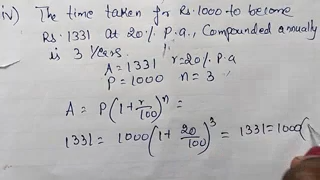 iv) The time taken for Rs. 1000 to become
Rs. 1331 at 20% p.a., Compounded annually
is 3 Years.
A = 1331 r = 20% p.a
P = 1000 n = 3
A = P(1+r/100)^n =
1331 = 1000(1+20/100)^3 = 1331=1000(